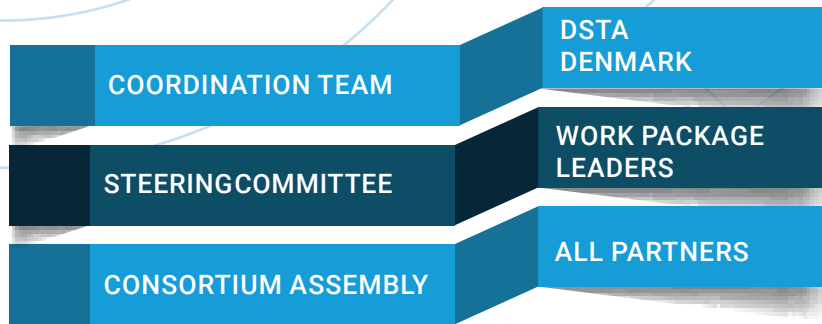 COORDINATION TEAM
DSTA
DENMARK
STEERINGCOMMITTEE
WORK PACKAGE
LEADERS
CONSORTIUM ASSEMBLY
ALL PARTNERS